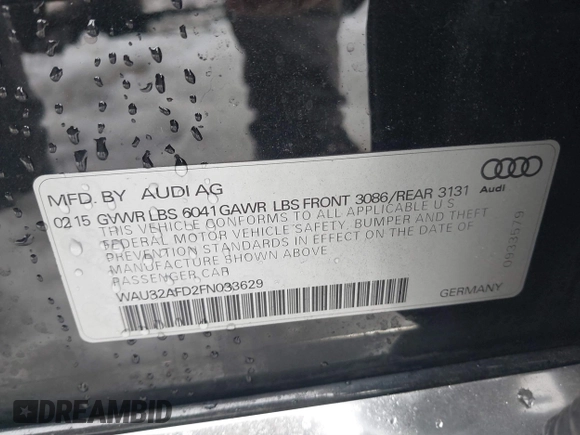 MFD. BY AUDI AG
02 15 GVWR LBS 6041 GAWR LBS FRONT 3086/REAR 3131
THIS VEHICLE CONFORMS TO ALL APPLICABLE U S
FEDERAL MOTOR VEHICLE SAFETY, BUMPER AND THEFT
PREVENTION STANDARDS IN EFFECT ON THE DATE OF
MANUFACTURE SHOWN ABOVE
PASSENGER CAR
WAU32AFD2FN033629
Audi
0933579
GERMANY
DREAMBID